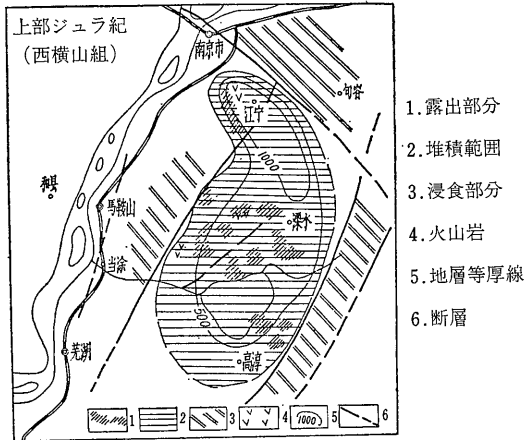 上部ジュラ紀
(西横山組)
南京市
句容
江宁
1000
和县
馬鞍山
溧水
当涂
500
芜湖
高淳
1 2 3 4 1000 5 6
1.露出部分
2.堆積範囲
3.浸食部分
4.火山岩
5.地層等厚線
6.断層